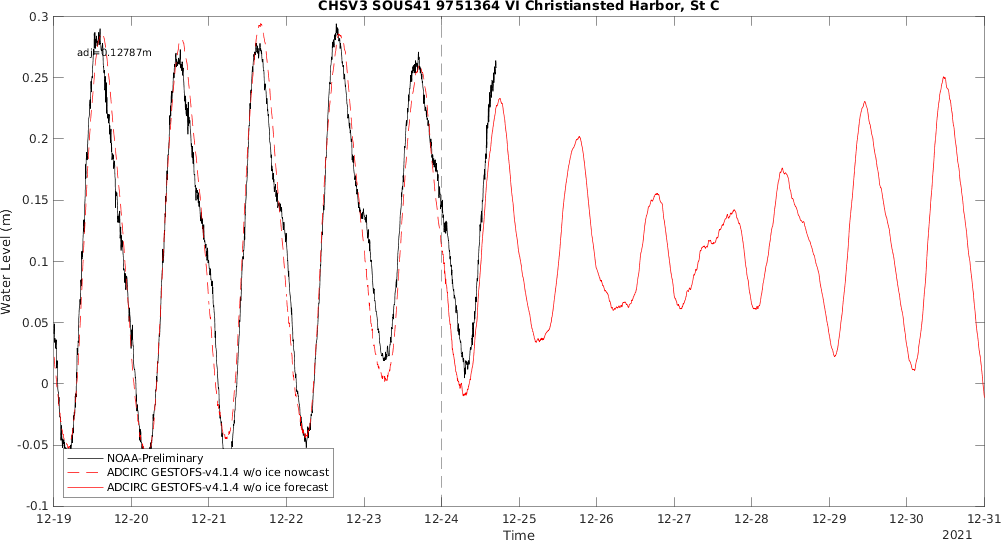 CHSV3 SOUS41 9751364 VI Christiansted Harbor, St C
0.3
adj=0.12787m
0.25
0.2
0.15
0.1
0.05
0
-0.05
-0.1
Water Level (m)
NOAA-Preliminary
ADCIRC GESTOFS-v4.1.4 w/o ice nowcast
ADCIRC GESTOFS-v4.1.4 w/o ice forecast
12-19 12-20 12-21 12-22 12-23 12-24 12-25 12-26 12-27 12-28 12-29 12-30 12-31
Time
2021